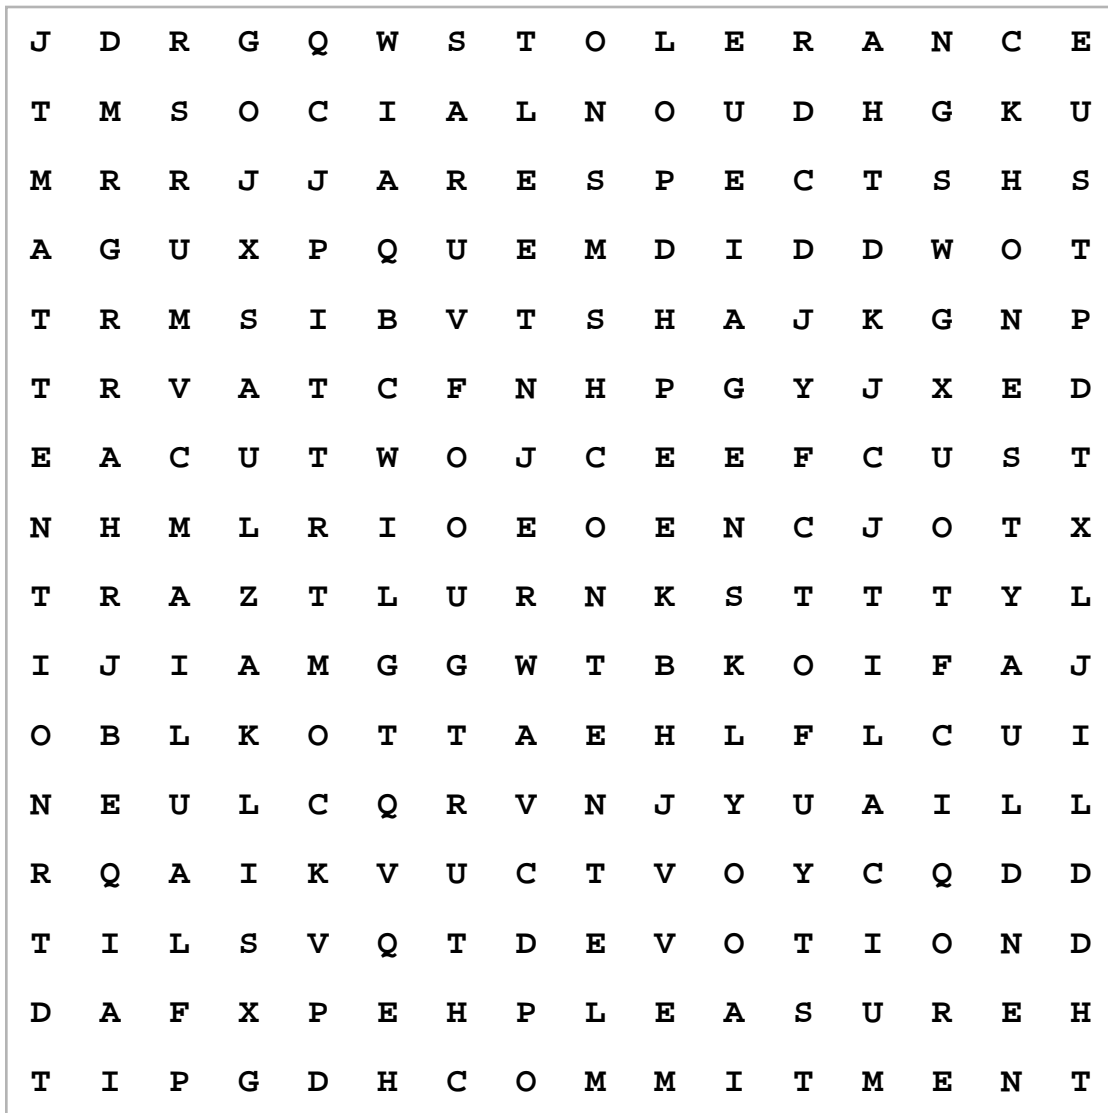 J D R G Q W S T O L E R A N C E
T M S O C I A L N O U D H G K U
M R R J J A R E S P E C T S H S
A G U X P Q U E M D I D D W O T
T R M S I B V T S H A J K G N P
T R V A T C F N H P G Y J X E D
E A C U T W O J C E E F C U S T
N H M L R I O E O E N C J O T X
T R A Z T L U R N K S T T T Y L
I J I A M G G W T B K O I F A J
O B L K O T T A E H L F L C U I
N E U L C Q R V N J Y U A I L L
R Q A I K V U C T V O Y C Q D D
T I L S V Q T D E V O T I O N D
D A F X P E H P L E A S U R E H
T I P G D H C O M M I T M E N T